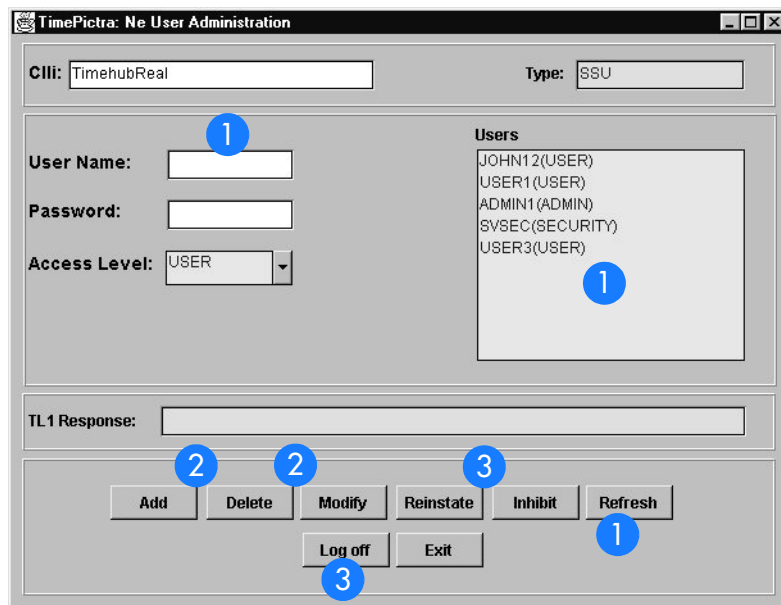 TimePictra: Ne User Administration
Clli: TimehubReal Type: SSU
1
Users
User Name:
JOHN12(USER)
USER1(USER)
Password:
ADMIN1(ADMIN)
SVSEC(SECURITY)
Access Level: USER
USER3(USER)
1
TL1 Response:
2 2 3
Add Delete Modify Reinstate Inhibit Refresh
1
Log off Exit
3